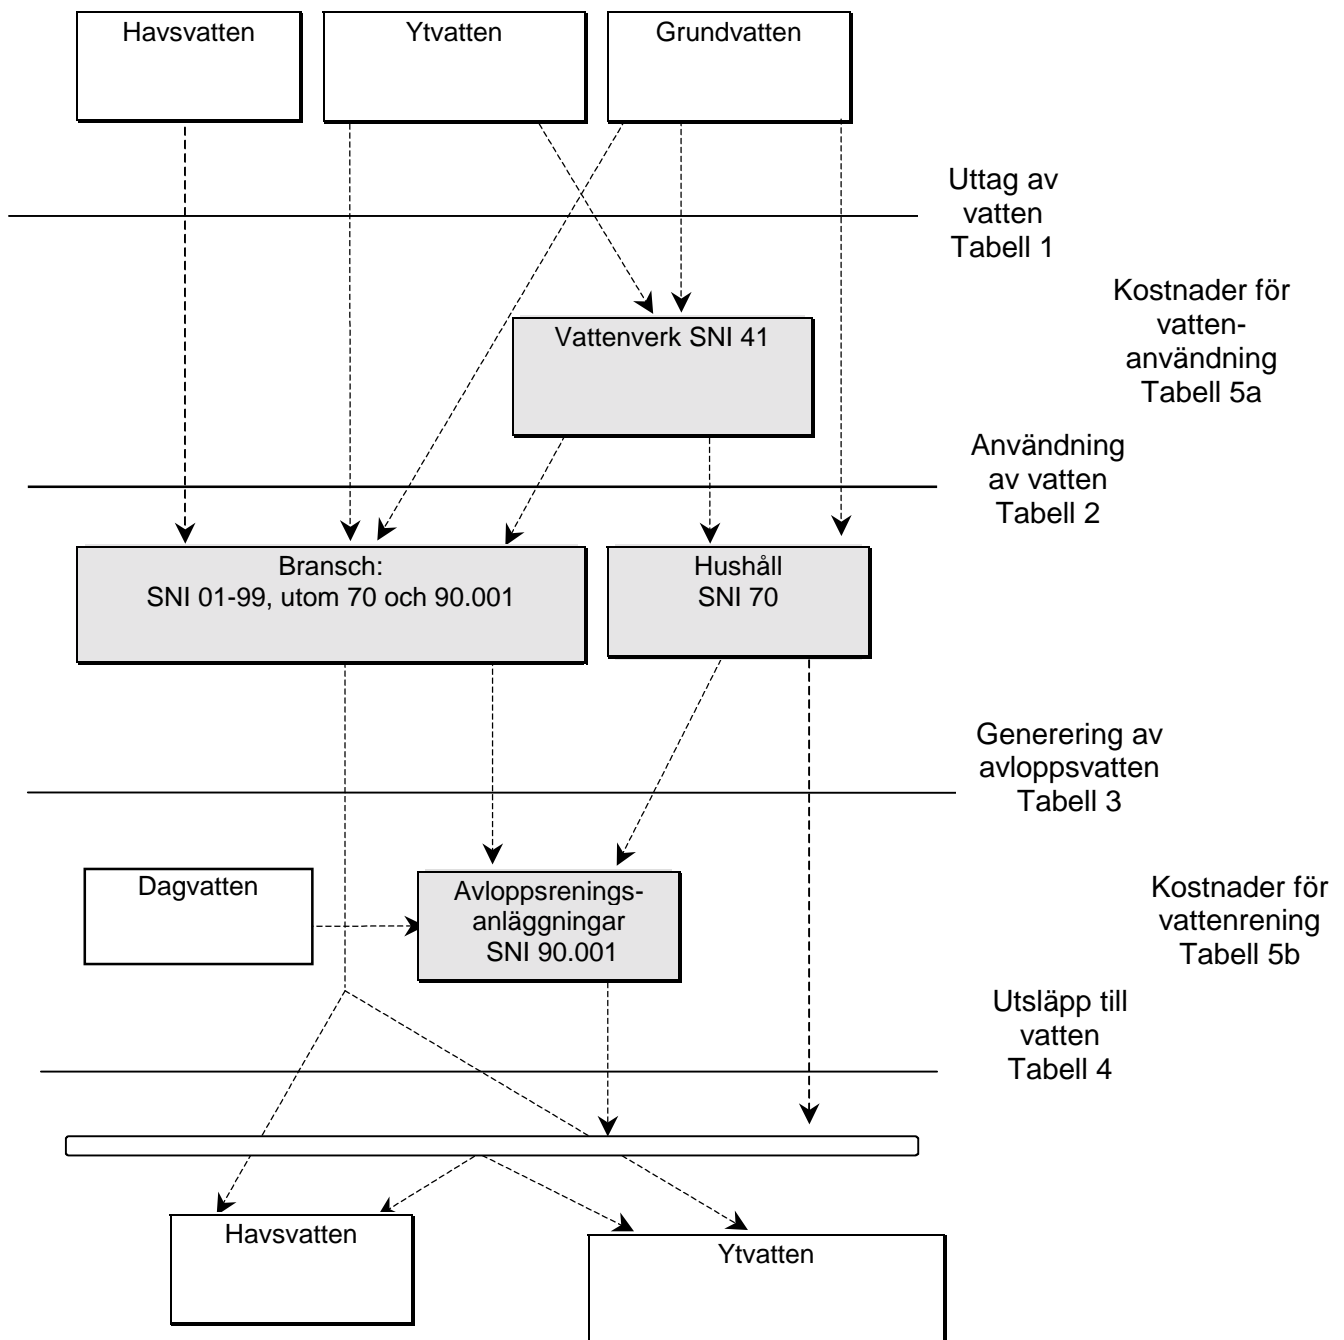 Havsvatten
Ytvatten
Grundvatten
Uttag av
vatten
Tabell 1
Kostnader för
vatten-
användning
Tabell 5a
Vattenverk SNI 41
Användning
av vatten
Tabell 2
Bransch:
SNI 01-99, utom 70 och 90.001
Hushåll
SNI 70
Generering av
avloppsvatten
Tabell 3
Dagvatten
Avloppsrenings-
anläggningar
SNI 90.001
Kostnader för
vattenrening
Tabell 5b
Utsläpp till
vatten
Tabell 4
Havsvatten
Ytvatten